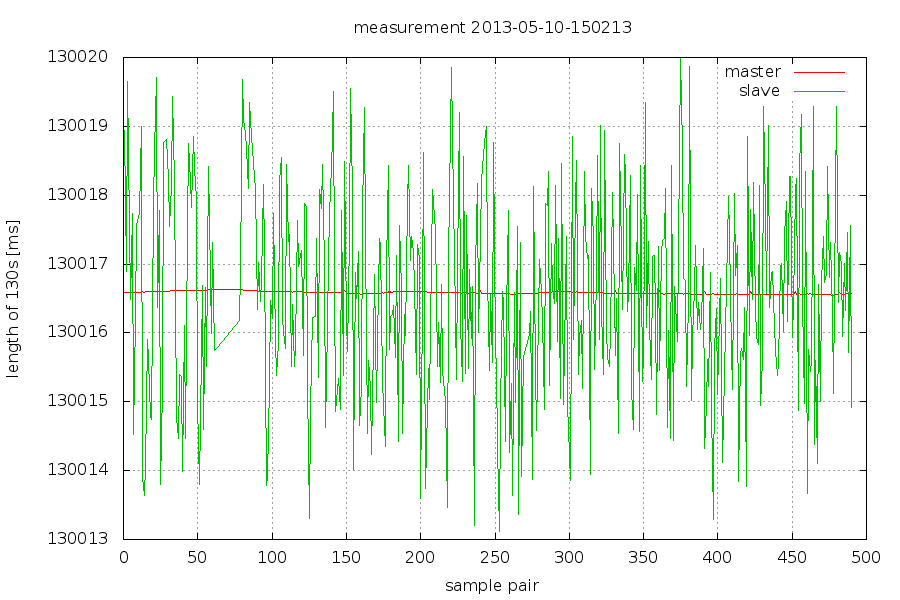 measurement 2013-05-10-150213
length of 130s [ms]
130020
130019
130018
130017
130016
130015
130014
130013
master
slave
0 50 100 150 200 250 300 350 400 450 500
sample pair